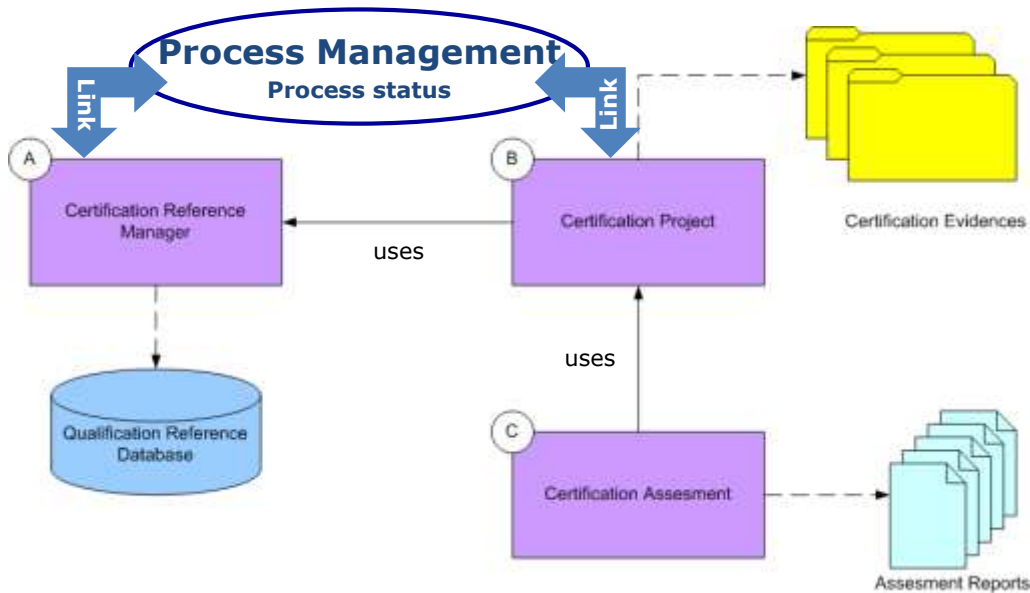 Process Management
Process status
Link
Link
A
B
Certification Reference
Manager
Certification Project
Certification Evidences
uses
uses
Qualification Reference
Database
C
Certification Assesment
Assesment Reports